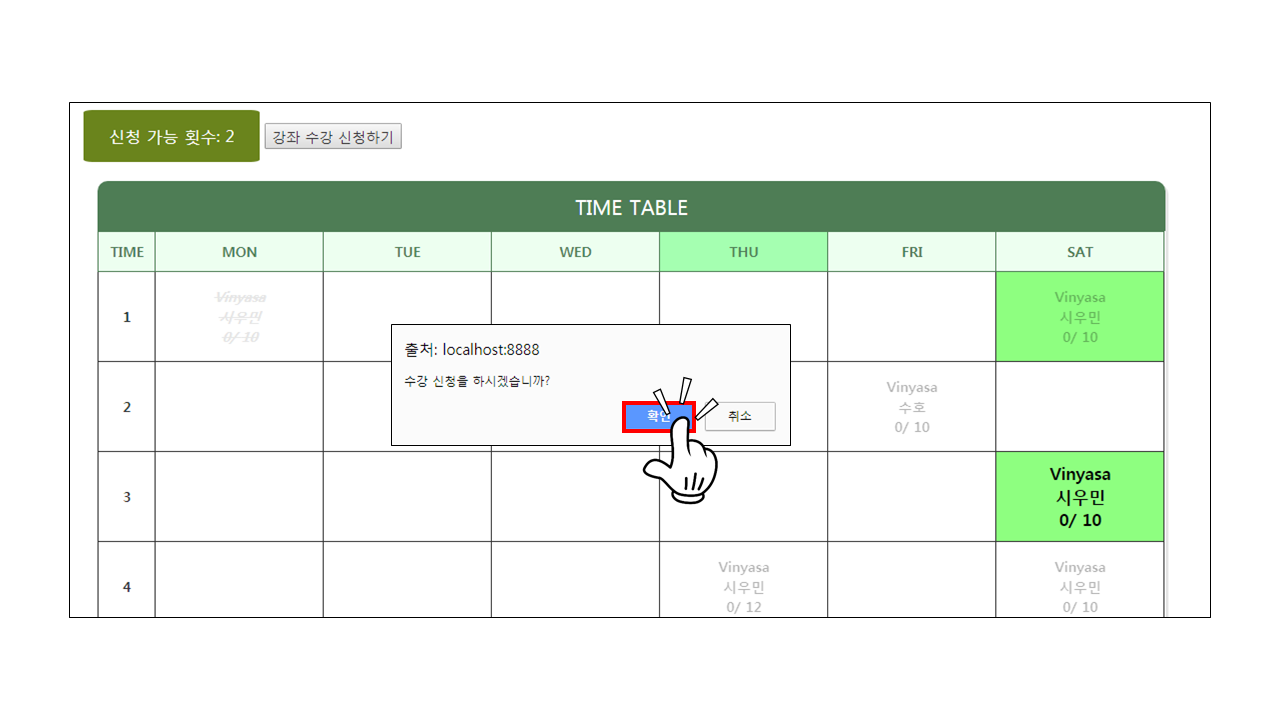 신청 가능 횟수: 2
강좌 수강 신청하기
TIME TABLE
TIME MON TUE WED THU FRI SAT
1
Vinyasa
시우민
0/ 10
Vinyasa
시우민
0/ 10
출처: localhost:8888
수강 신청을 하시겠습니까?
확인
취소
2
Vinyasa
수호
0/ 10
3
Vinyasa
시우민
0/ 10
4
Vinyasa
시우민
0/ 12
Vinyasa
시우민
0/ 10